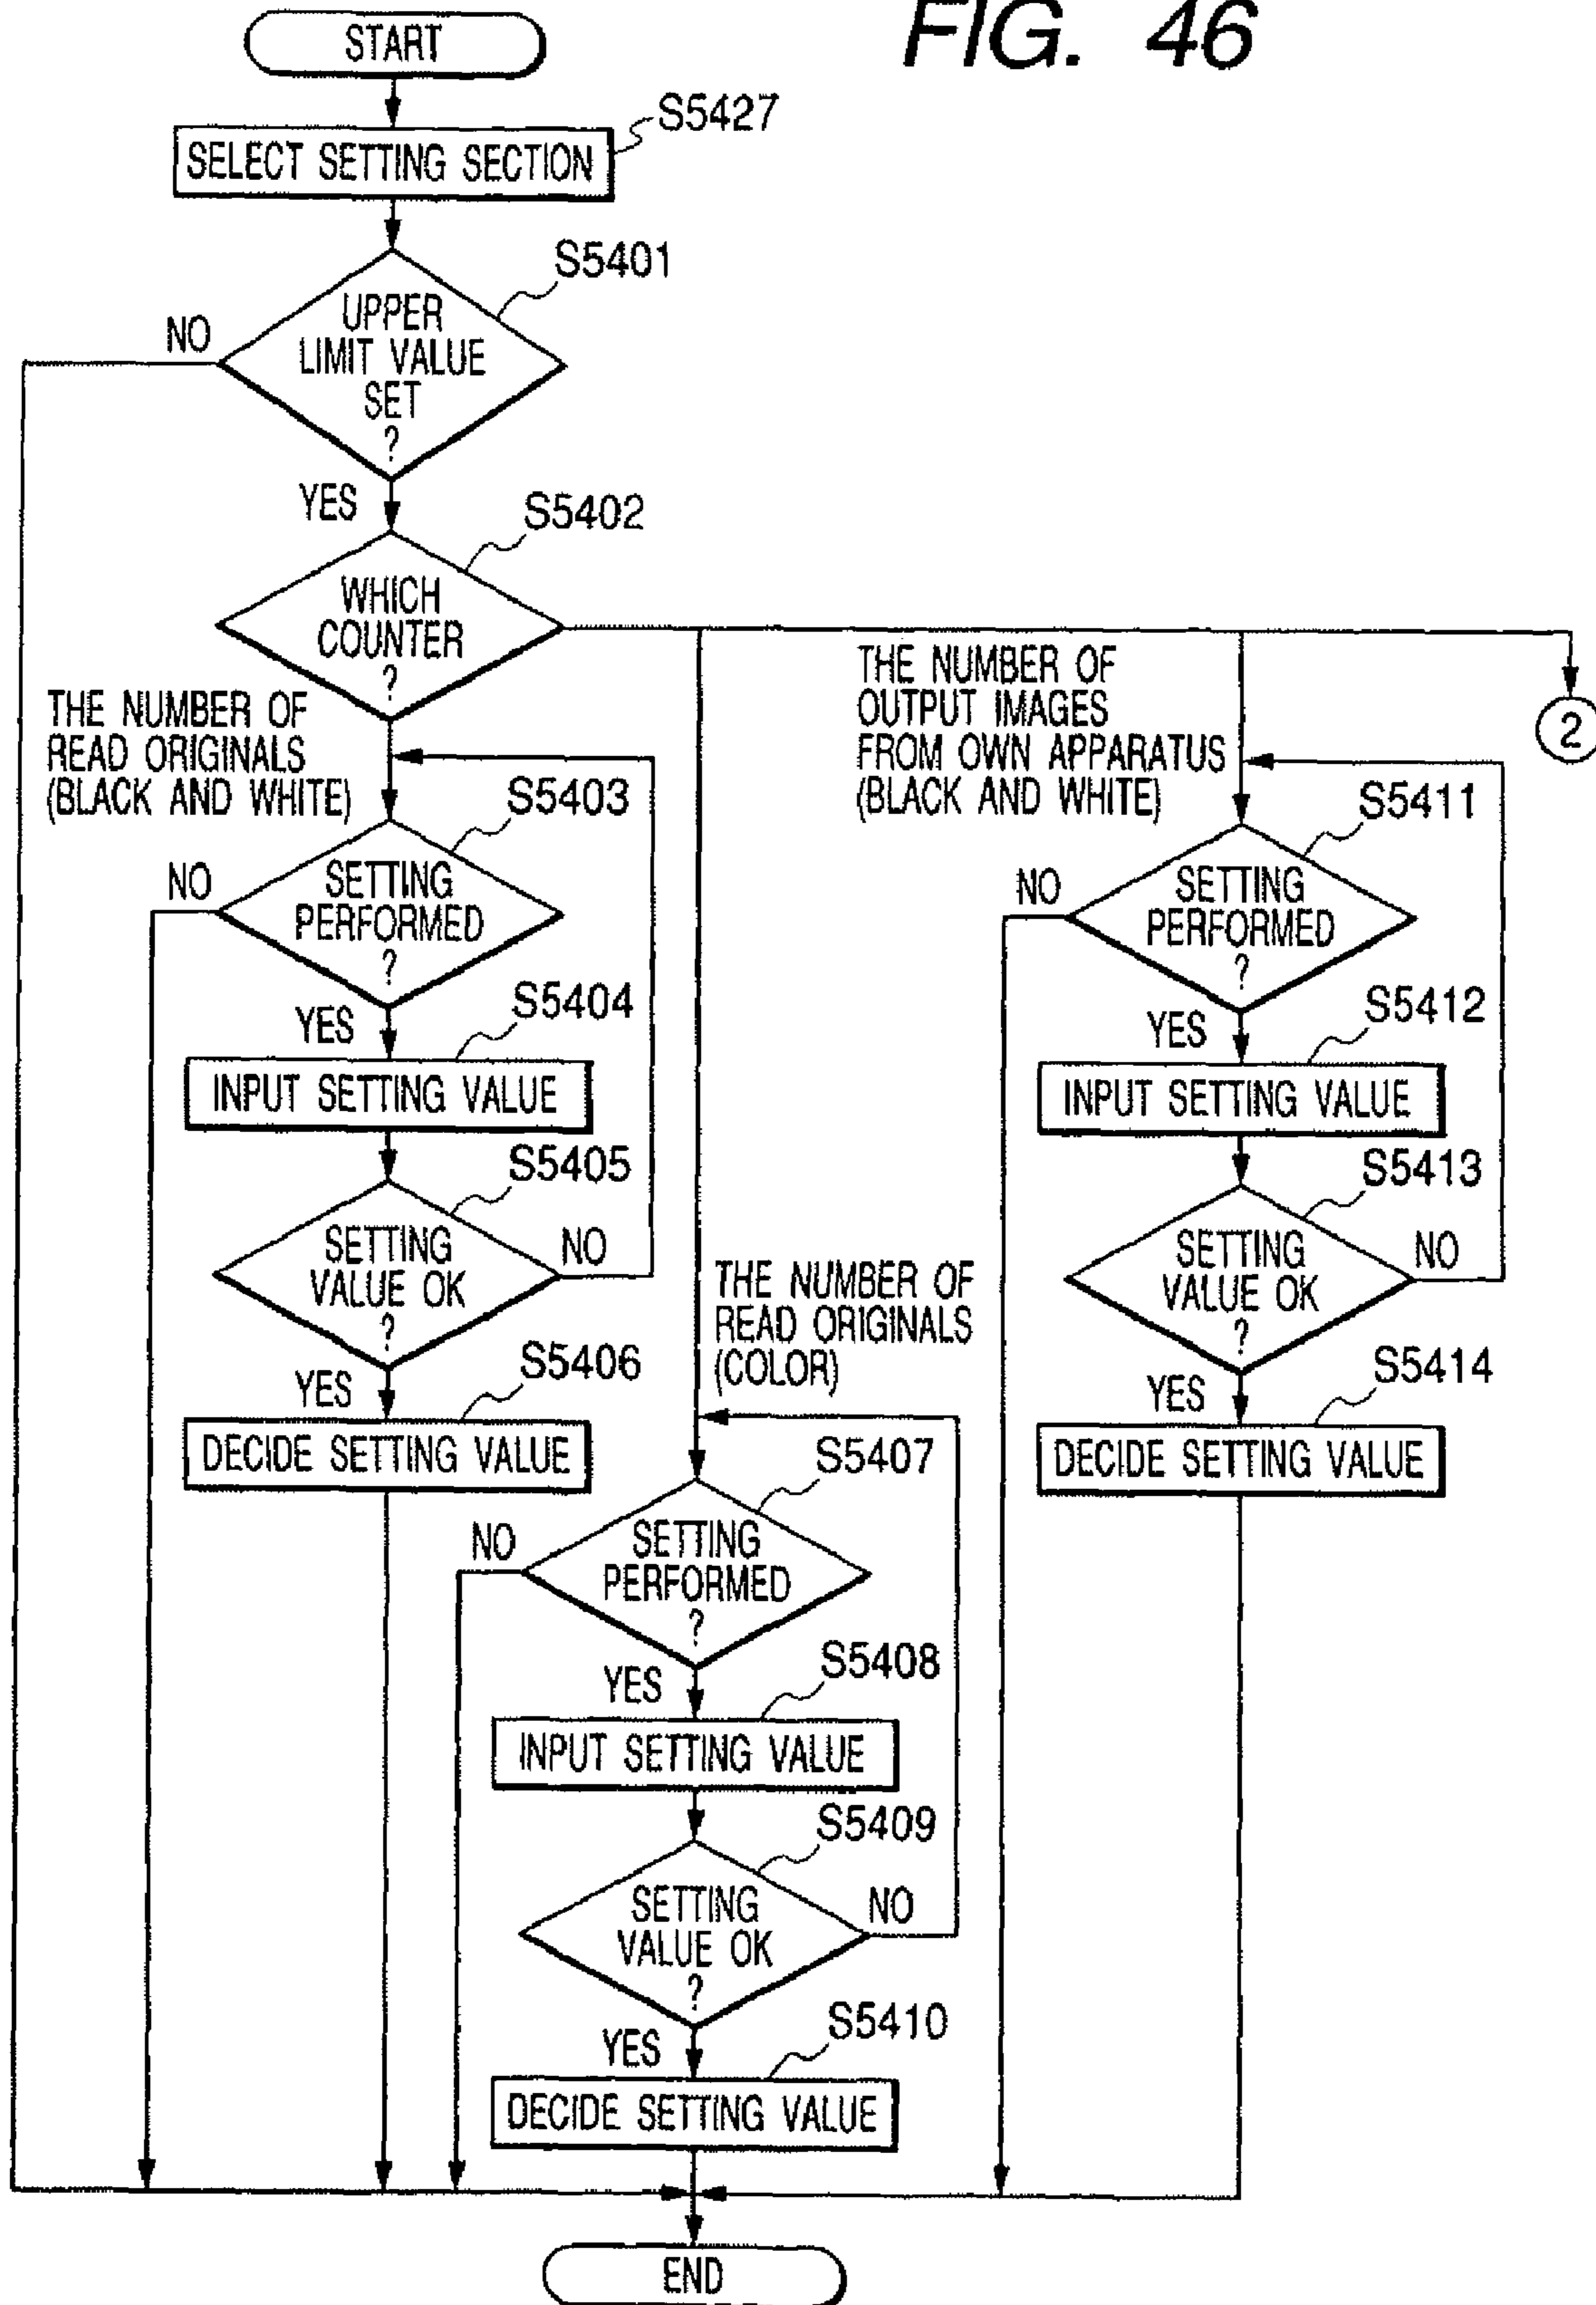 FIG. 46
START
S5427
SELECT SETTING SECTION
S5401
UPPER
LIMIT VALUE
SET
?
NO
YES
S5402
WHICH
COUNTER
?
THE NUMBER OF
READ ORIGINALS
(BLACK AND WHITE)
THE NUMBER OF
OUTPUT IMAGES
FROM OWN APPARATUS
(BLACK AND WHITE)
2
S5403
SETTING
PERFORMED
?
NO
YES
S5404
INPUT SETTING VALUE
S5405
SETTING
VALUE OK
?
NO
YES
S5406
DECIDE SETTING VALUE
S5411
SETTING
PERFORMED
?
NO
YES
S5412
INPUT SETTING VALUE
S5413
SETTING
VALUE OK
?
NO
YES
S5414
DECIDE SETTING VALUE
THE NUMBER OF
READ ORIGINALS
(COLOR)
S5407
SETTING
PERFORMED
?
NO
YES
S5408
INPUT SETTING VALUE
S5409
SETTING
VALUE OK
?
NO
YES
S5410
DECIDE SETTING VALUE
END